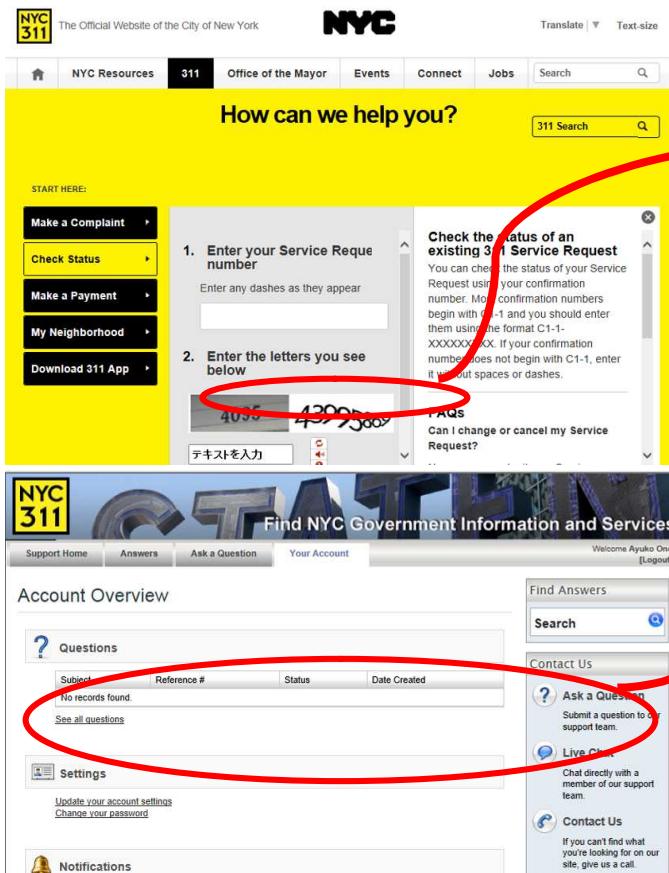 NYC
311
The Official Website of the City of New York
NYC
Translate | ▼ Text-size
NYC Resources 311 Office of the Mayor Events Connect Jobs Search
How can we help you?
311 Search
START HERE:
Make a Complaint
Check Status
Make a Payment
My Neighborhood
Download 311 App
1. Enter your Service Reque
number
Enter any dashes as they appear
2. Enter the letters you see
below
テキストを入力
Check the status of an
existing 311 Service Request
You can check the status of your Service
Request using your confirmation
number. Most confirmation numbers
begin with C1-1 and you should enter
them using the format C1-1-
XXXXXXXXX. If your confirmation
number does not begin with C1-1, enter
it without spaces or dashes.
FAQs
Can I change or cancel my Service
Request?
NYC
311
STATEN
Find NYC Government Information and Services
Support Home Answers Ask a Question Your Account
Welcome Ayuko Ono
[Logout
Account Overview
Questions
Subject Reference # Status Date Created
No records found.
See all questions
Settings
Update your account settings
Change your password
Notifications
Find Answers
Search
Contact Us
Ask a Question
Submit a question to our
support team.
Live Chat
Chat directly with a
member of our support
team.
Contact Us
If you can't find what
you're looking for on our
site, give us a call.